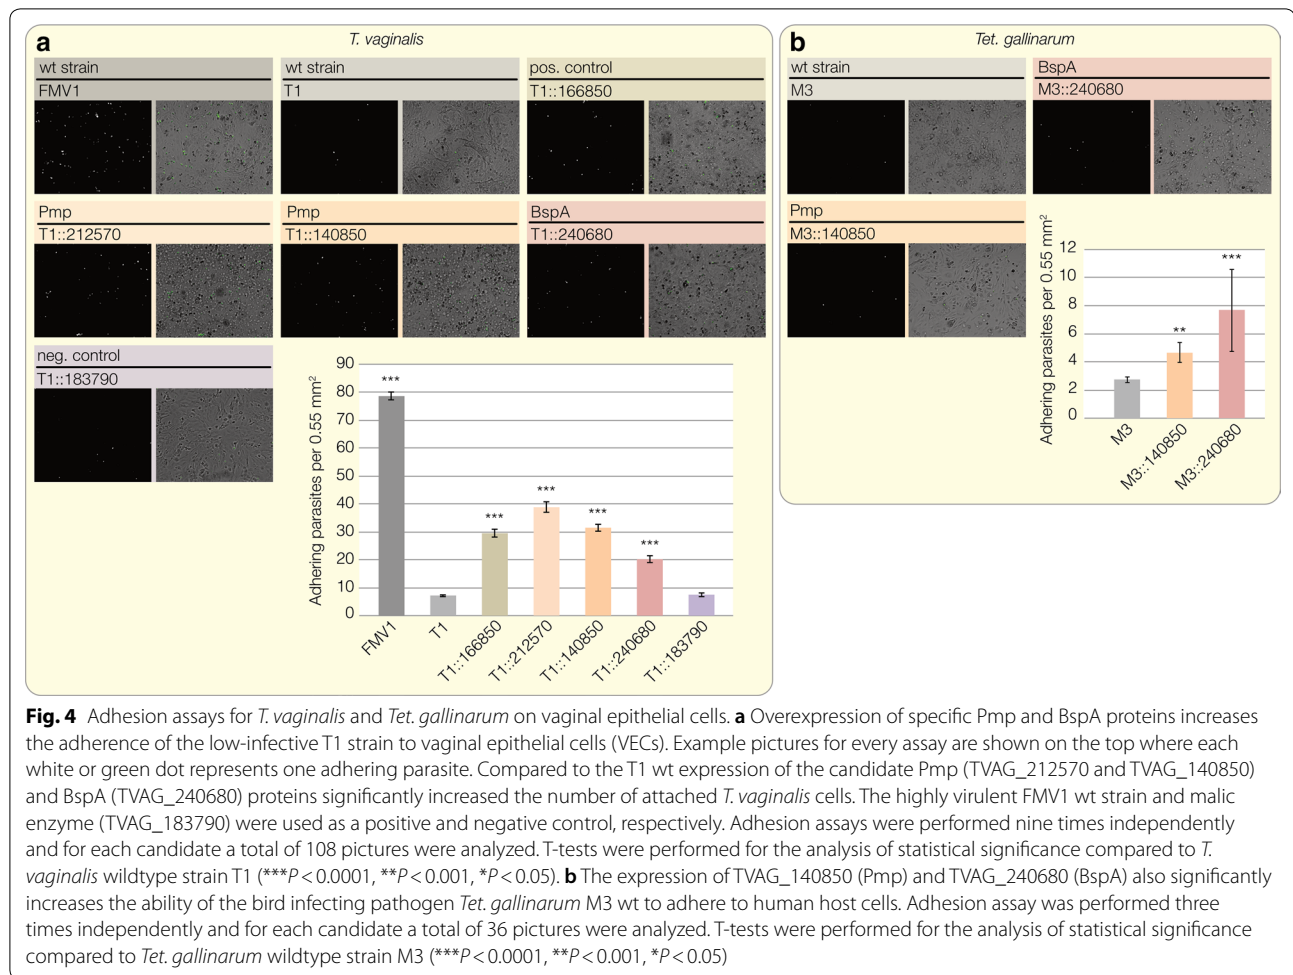 a
T. vaginalis
wt strain
FMV1
wt strain
T1
pos. control
T1::166850
Pmp
T1::212570
Pmp
T1::140850
BspA
T1::240680
neg. control
T1::183790
Adhering parasites per 0.55 mm²
90
80
70
60
50
40
30
20
10
0
***
***
***
***
***
FMV1
T1
T1::166850
T1::212570
T1::140850
T1::240680
T1::183790
b
Tet. gallinarum
wt strain
M3
BspA
M3::240680
Pmp
M3::140850
Adhering parasites per 0.55 mm²
12
10
8
6
4
2
0
**
***
M3
M3::140850
M3::240680
Fig. 4 Adhesion assays for T. vaginalis and Tet. gallinarum on vaginal epithelial cells. a Overexpression of specific Pmp and BspA proteins increases
the adherence of the low-infective T1 strain to vaginal epithelial cells (VECs). Example pictures for every assay are shown on the top where each
white or green dot represents one adhering parasite. Compared to the T1 wt expression of the candidate Pmp (TVAG_212570 and TVAG_140850)
and BspA (TVAG_240680) proteins significantly increased the number of attached T. vaginalis cells. The highly virulent FMV1 wt strain and malic
enzyme (TVAG_183790) were used as a positive and negative control, respectively. Adhesion assays were performed nine times independently
and for each candidate a total of 108 pictures were analyzed. T-tests were performed for the analysis of statistical significance compared to T.
vaginalis wildtype strain T1 (***P < 0.0001, **P < 0.001, *P < 0.05). b The expression of TVAG_140850 (Pmp) and TVAG_240680 (BspA) also significantly
increases the ability of the bird infecting pathogen Tet. gallinarum M3 wt to adhere to human host cells. Adhesion assay was performed three
times independently and for each candidate a total of 36 pictures were analyzed. T-tests were performed for the analysis of statistical significance
compared to Tet. gallinarum wildtype strain M3 (***P < 0.0001, **P < 0.001, *P < 0.05)